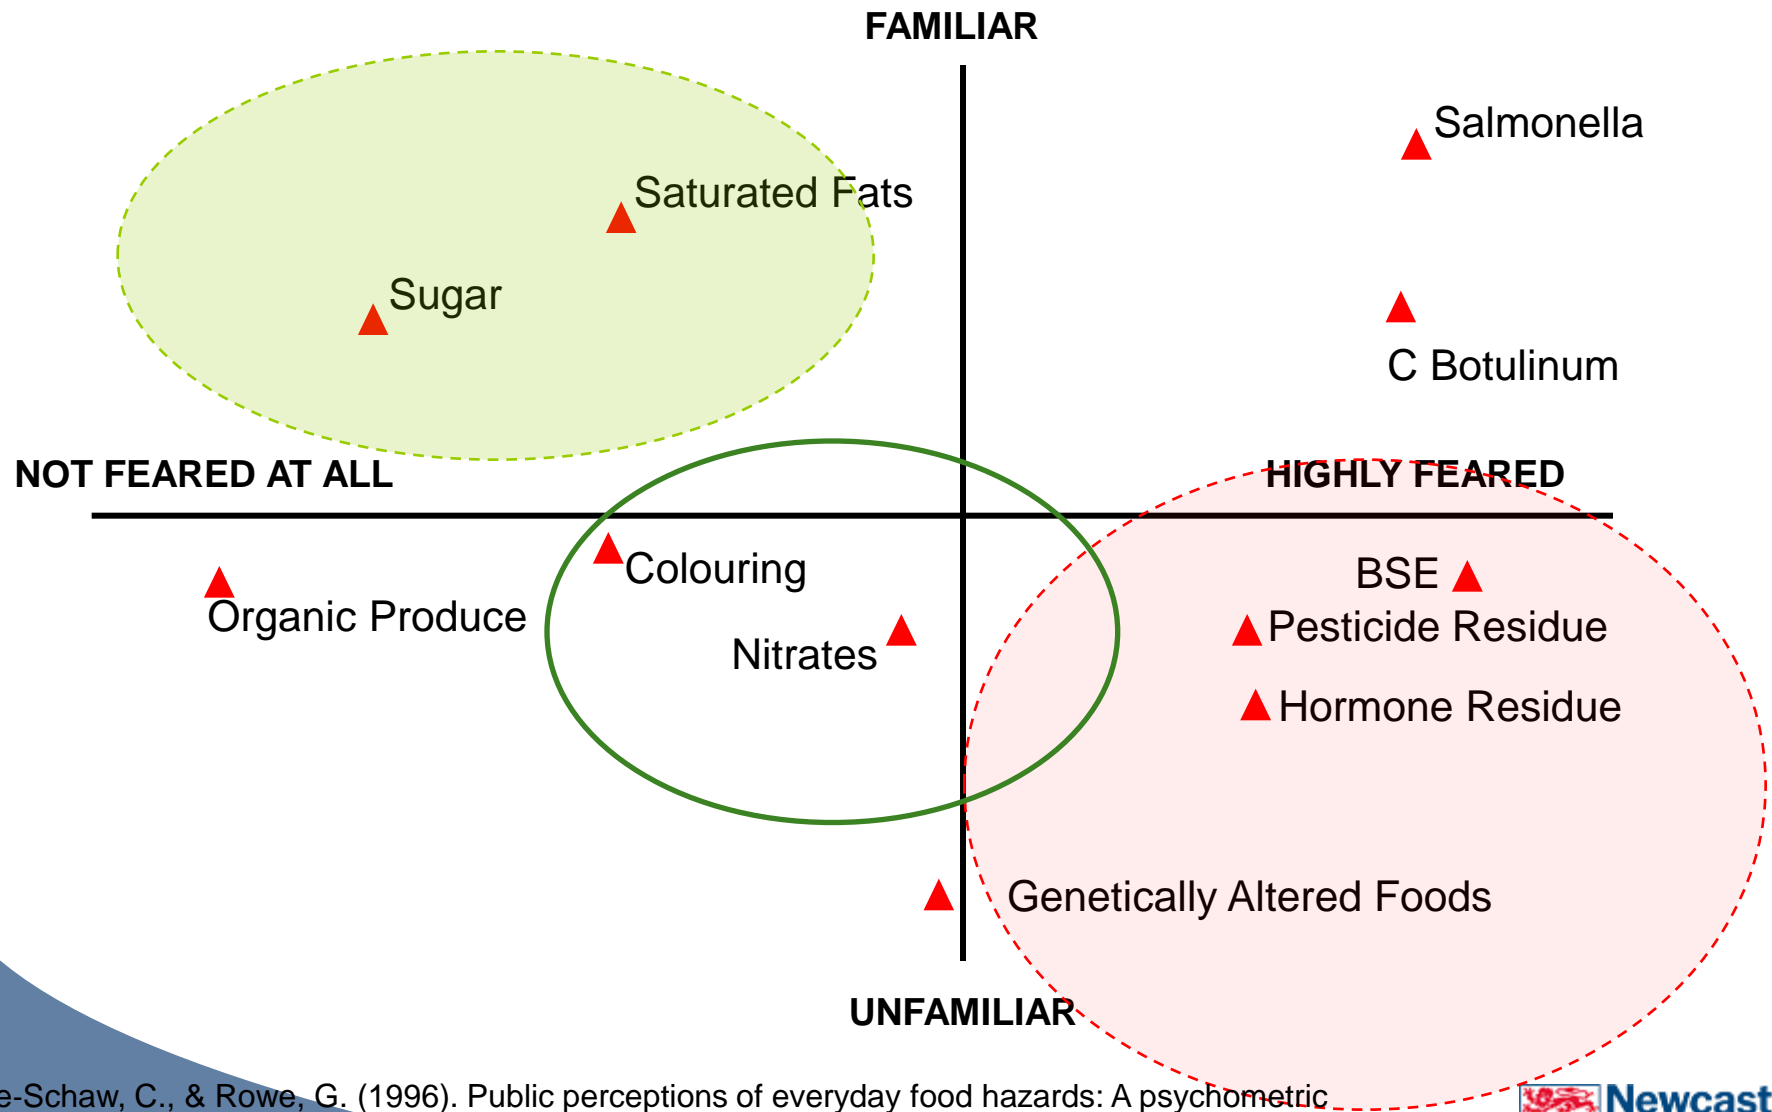 FAMILIAR
Salmonella
Saturated Fats
Sugar
C Botulinum
NOT FEARED AT ALL
HIGHLY FEARED
Colouring
BSE
Organic Produce
Pesticide Residue
Nitrates
Hormone Residue
Genetically Altered Foods
UNFAMILIAR
e-Schaw, C., & Rowe, G. (1996). Public perceptions of everyday food hazards: A psychometric
Newcast